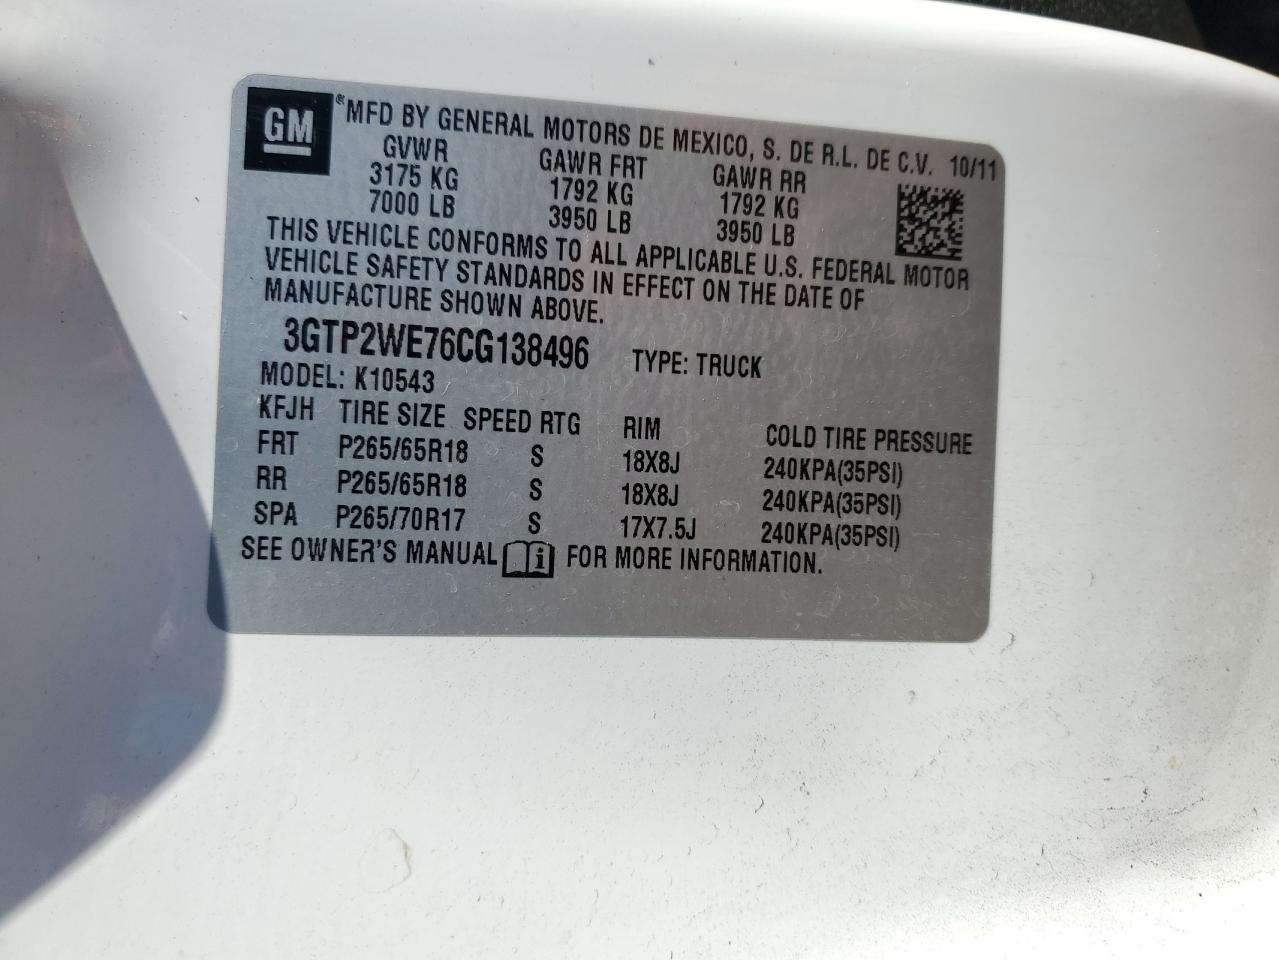 GM ®MFD BY GENERAL MOTORS DE MEXICO, S. DE R.L. DE C.V. 10/11
GVWR GAWR FRT GAWR RR
3175 KG 1792 KG 1792 KG
7000 LB 3950 LB 3950 LB
THIS VEHICLE CONFORMS TO ALL APPLICABLE U.S. FEDERAL MOTOR
VEHICLE SAFETY STANDARDS IN EFFECT ON THE DATE OF
MANUFACTURE SHOWN ABOVE.
3GTP2WE76CG138496 TYPE: TRUCK
MODEL: K10543
KFJH TIRE SIZE SPEED RTG RIM COLD TIRE PRESSURE
FRT P265/65R18 S 18X8J 240KPA(35PSI)
RR P265/65R18 S 18X8J 240KPA(35PSI)
SPA P265/70R17 S 17X7.5J 240KPA(35PSI)
SEE OWNER'S MANUAL i FOR MORE INFORMATION.